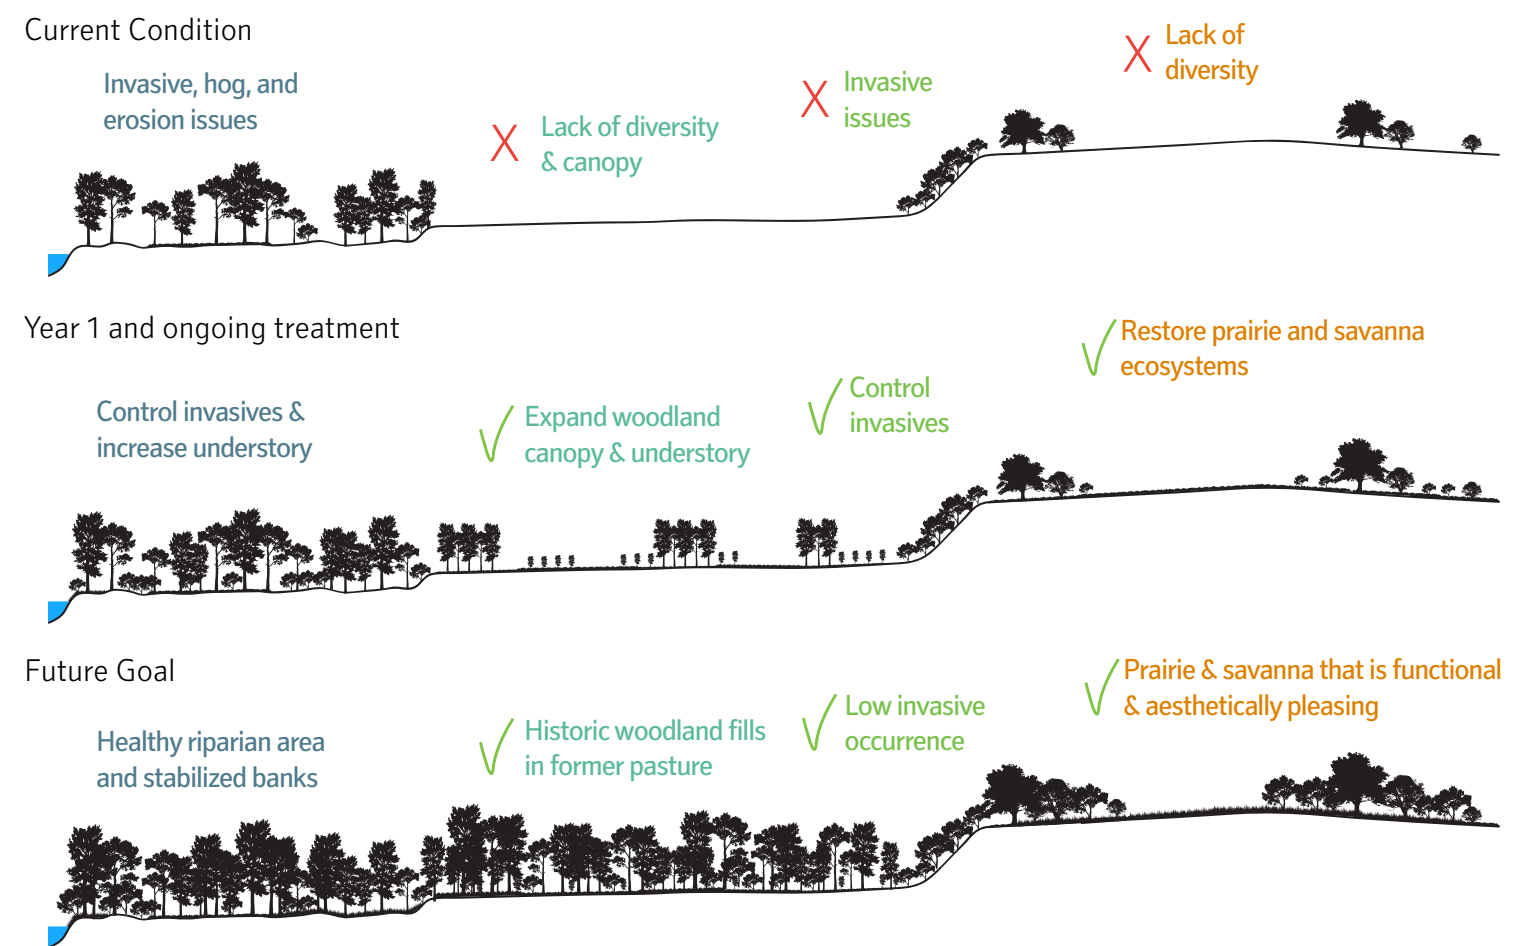 Current Condition
Invasive, hog, and
erosion issues
Lack of diversity
& canopy
Invasive
issues
Lack of
diversity
Year 1 and ongoing treatment
Control invasives &
increase understory
Expand woodland
canopy & understory
Control
invasives
Restore prairie and savanna
ecosystems
Future Goal
Healthy riparian area
and stabilized banks
Historic woodland fills
in former pasture
Low invasive
occurrence
Prairie & savanna that is functional
& aesthetically pleasing